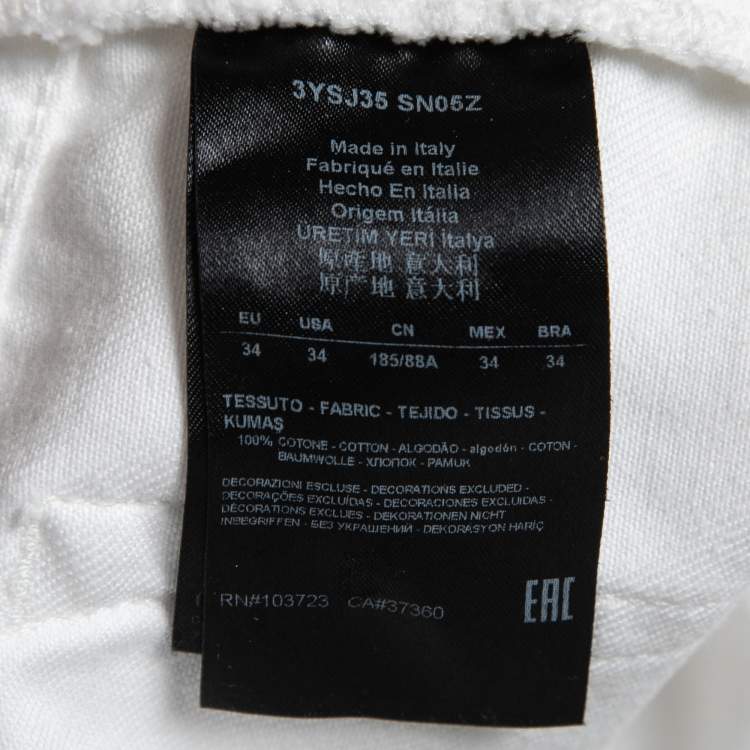 3YSJ35 SN05Z
Made in Italy
Fabriqué en Italie
Hecho En Italia
Origem Itália
ÜRETİM YERİ İtalya
原産地 意大利
原产地 意大利
EU USA CN MEX BRA
34 34 185/88A 34 34
TESSUTO - FABRIC - TEJIDO - TISSUS -
KUMAŞ
100% COTONE - COTTON - ALGODÃO - algodón - COTON -
BAUMWOLLE - ХЛОПОК - PAMUK
DECORAZIONI ESCLUSE - DECORATIONS EXCLUDED -
DECORAÇÕES EXCLUÍDAS - DECORACIONES EXCLUIDAS -
DÉCORATIONS EXCLUES - DEKORATIONEN NICHT
INBEGRIFFEN - БЕЗ УКРАШЕНИЙ - DEKORASYON HARİÇ
RN#103723 CA#37360
EAC